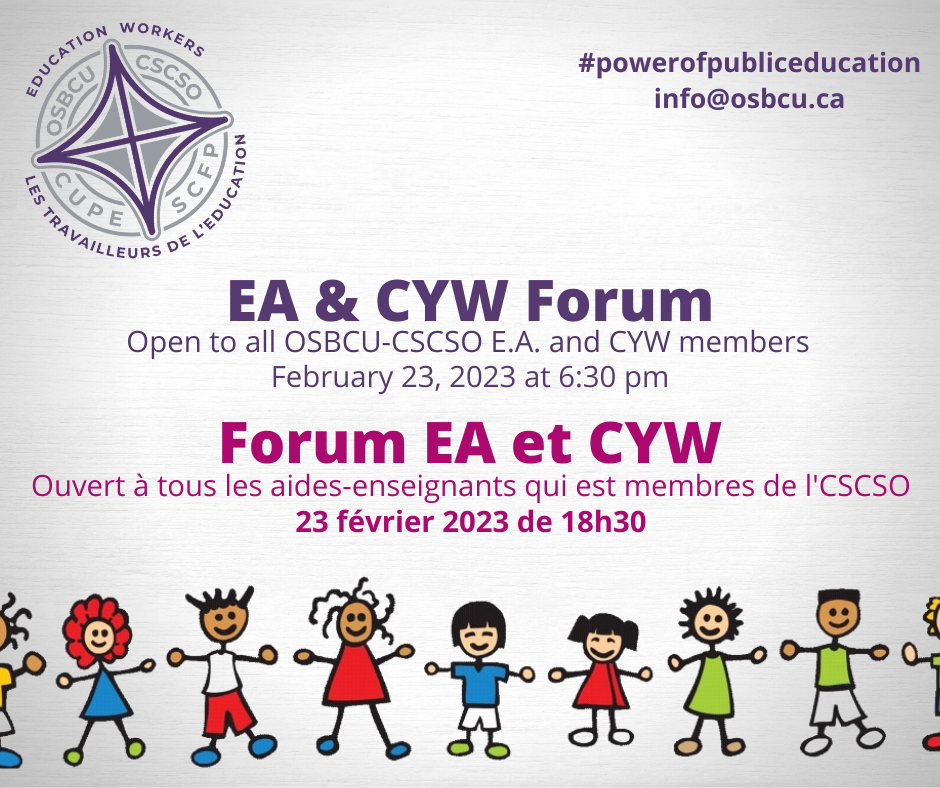 EDUCATION WORKERS
OSBCU CSCSO
CUPE SCFP
LES TRAVAILLEURS DE L'EDUCATION
#powerofpubliceducation
info@osbcu.ca
EA & CYW Forum
Open to all OSBCU-CSCSO E.A. and CYW members
February 23, 2023 at 6:30 pm
Forum EA et CYW
Ouvert à tous les aides-enseignants qui est membres de l'CSCSO
23 février 2023 de 18h30